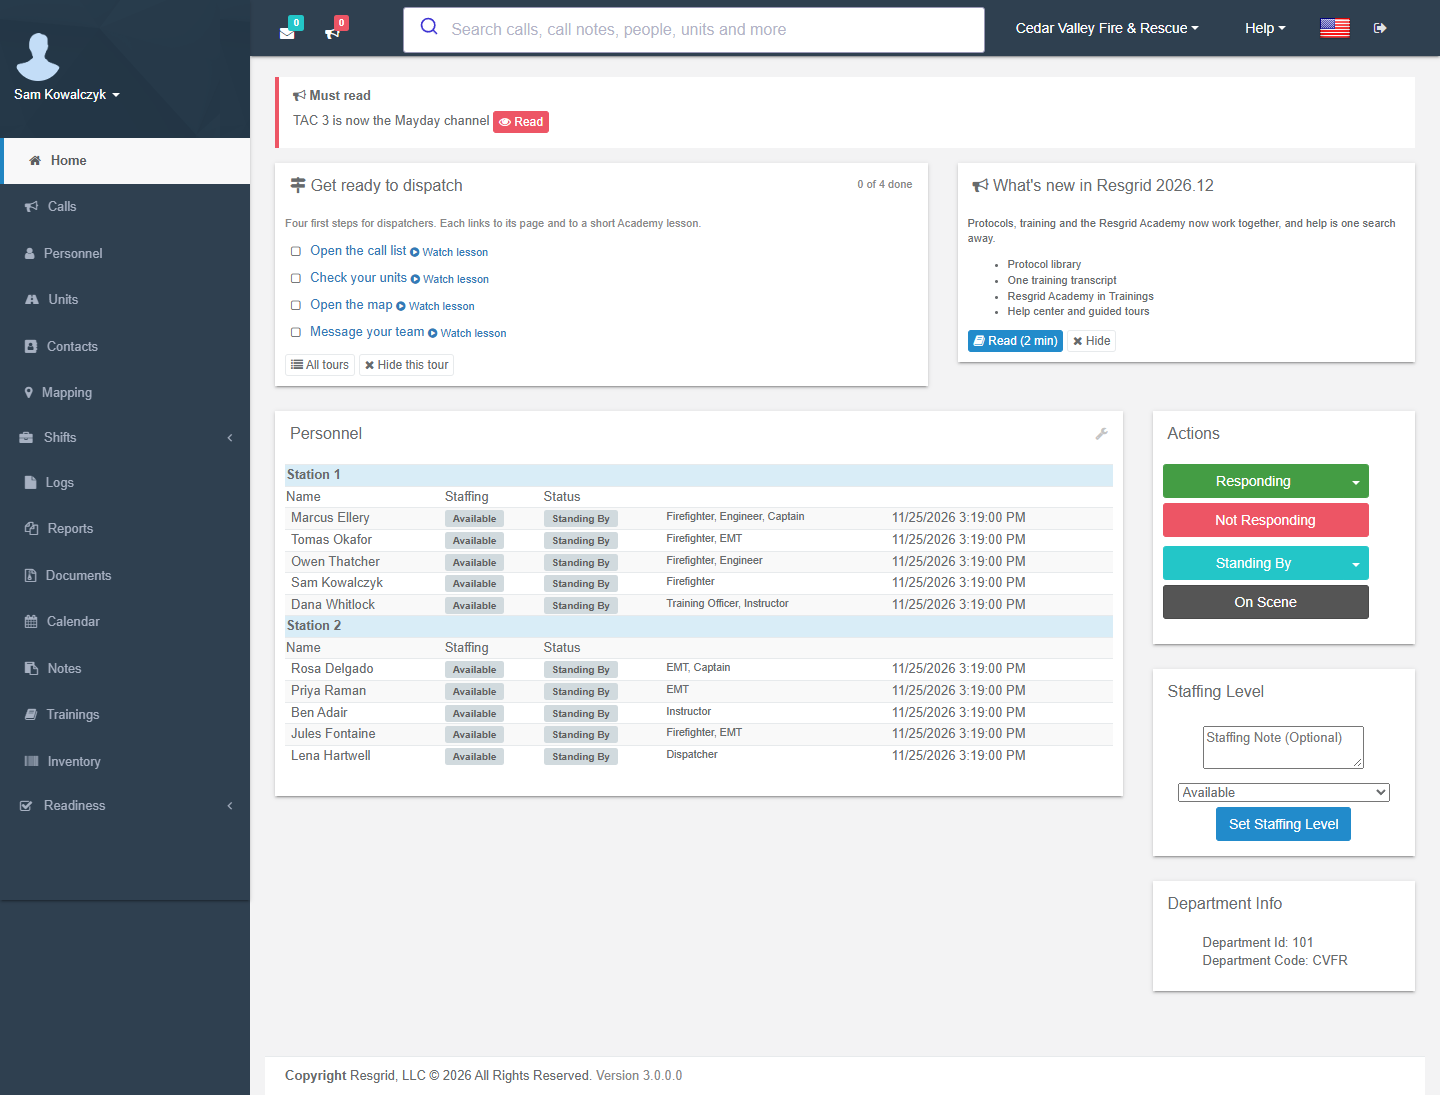 0
0
Search calls, call notes, people, units and more
Cedar Valley Fire & Rescue
Help
Sam Kowalczyk
Home
Calls
Personnel
Units
Contacts
Mapping
Shifts
Logs
Reports
Documents
Calendar
Notes
Trainings
Inventory
Readiness
Must read
TAC 3 is now the Mayday channel Read
Get ready to dispatch
0 of 4 done
Four first steps for dispatchers. Each links to its page and to a short Academy lesson.
Open the call list Watch lesson
Check your units Watch lesson
Open the map Watch lesson
Message your team Watch lesson
All tours Hide this tour
What's new in Resgrid 2026.12
Protocols, training and the Resgrid Academy now work together, and help is one search
away.
Protocol library
One training transcript
Resgrid Academy in Trainings
Help center and guided tours
Read (2 min) Hide
Personnel
Station 1
Name Staffing Status
Marcus Ellery Available Standing By Firefighter, Engineer, Captain 11/25/2026 3:19:00 PM
Tomas Okafor Available Standing By Firefighter, EMT 11/25/2026 3:19:00 PM
Owen Thatcher Available Standing By Firefighter, Engineer 11/25/2026 3:19:00 PM
Sam Kowalczyk Available Standing By Firefighter 11/25/2026 3:19:00 PM
Dana Whitlock Available Standing By Training Officer, Instructor 11/25/2026 3:19:00 PM
Station 2
Name Staffing Status
Rosa Delgado Available Standing By EMT, Captain 11/25/2026 3:19:00 PM
Priya Raman Available Standing By EMT 11/25/2026 3:19:00 PM
Ben Adair Available Standing By Instructor 11/25/2026 3:19:00 PM
Jules Fontaine Available Standing By Firefighter, EMT 11/25/2026 3:19:00 PM
Lena Hartwell Available Standing By Dispatcher 11/25/2026 3:19:00 PM
Actions
Responding
Not Responding
Standing By
On Scene
Staffing Level
Staffing Note (Optional)
Available
Set Staffing Level
Department Info
Department Id: 101
Department Code: CVFR
Copyright Resgrid, LLC © 2026 All Rights Reserved. Version 3.0.0.0